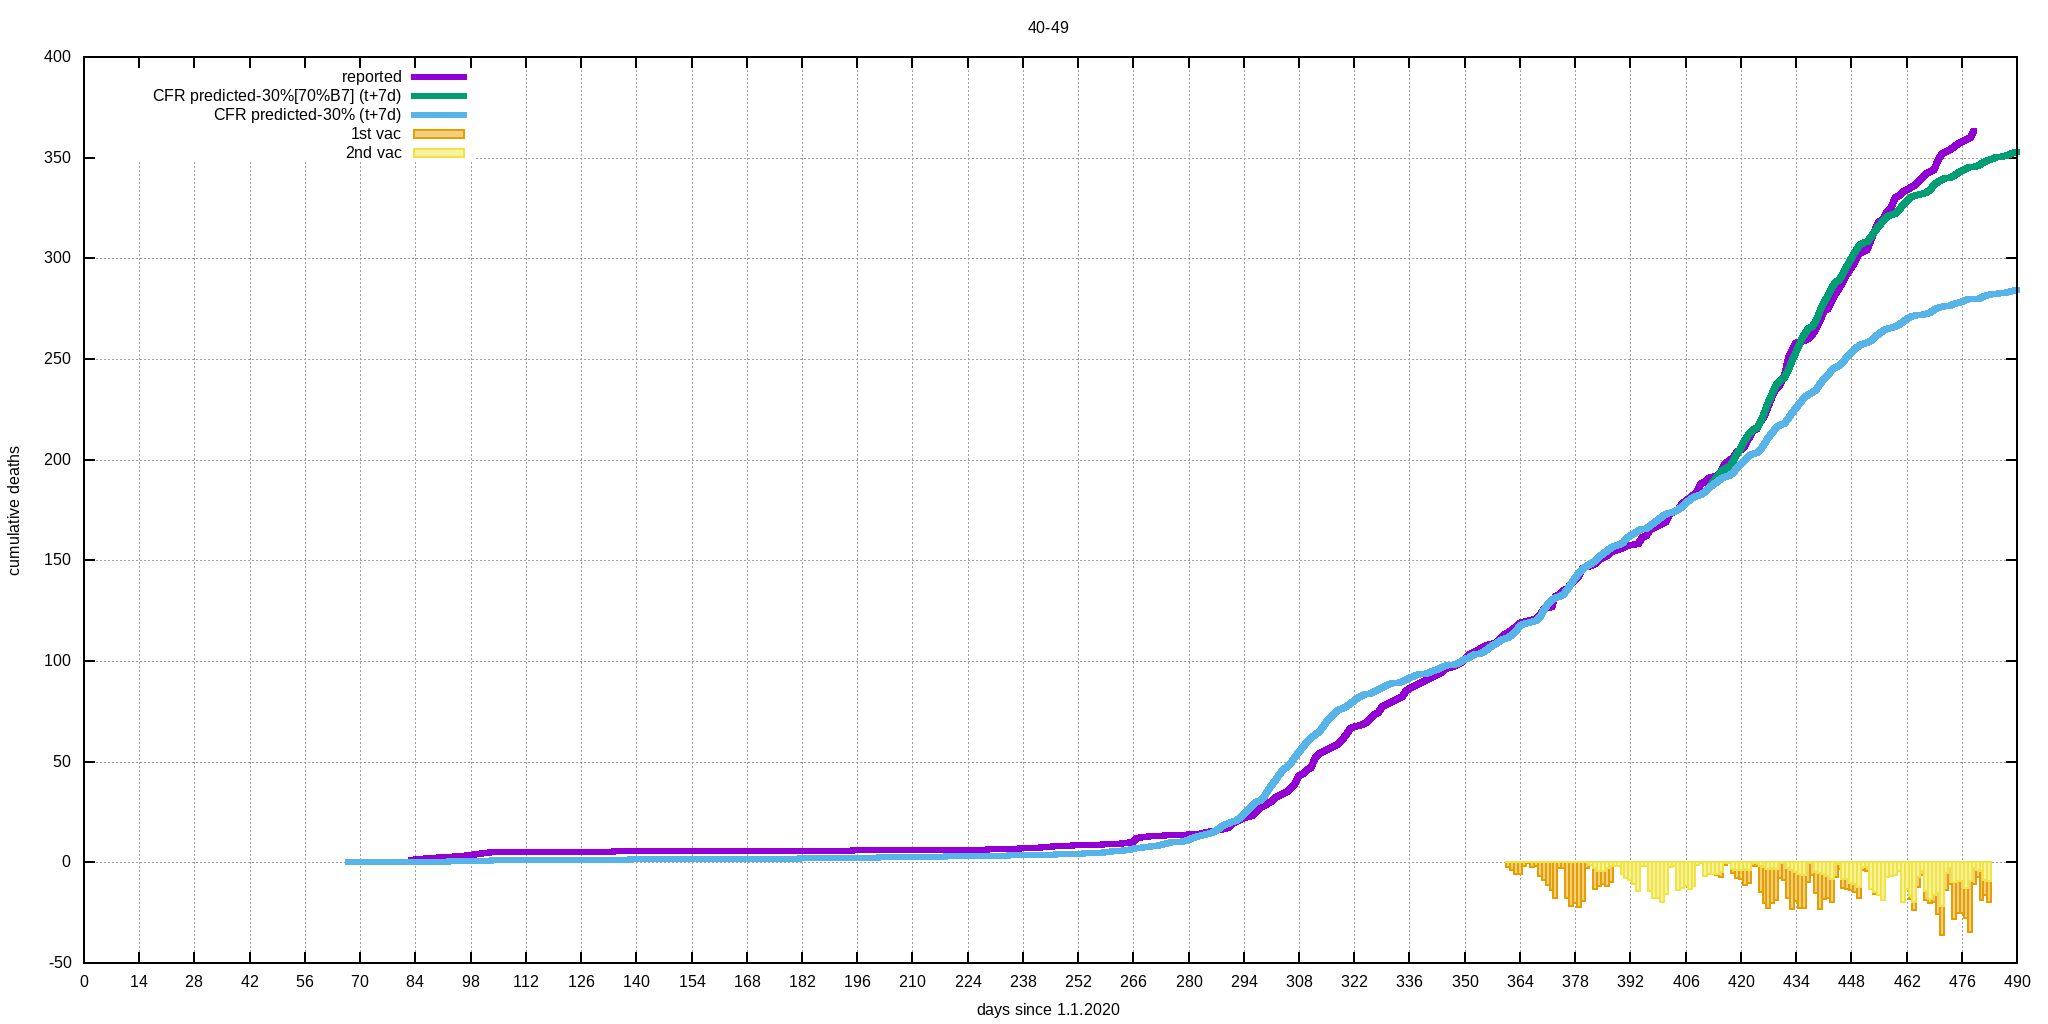 40-49
400
350
300
250
200
150
100
50
0
-50
cumulative deaths
reported
CFR predicted-30%[70%B7] (t+7d)
CFR predicted-30% (t+7d)
1st vac
2nd vac
0 14 28 42 56 70 84 98 112 126 140 154 168 182 196 210 224 238 252 266 280 294 308 322 336 350 364 378 392 406 420 434 448 462 476 490
days since 1.1.2020